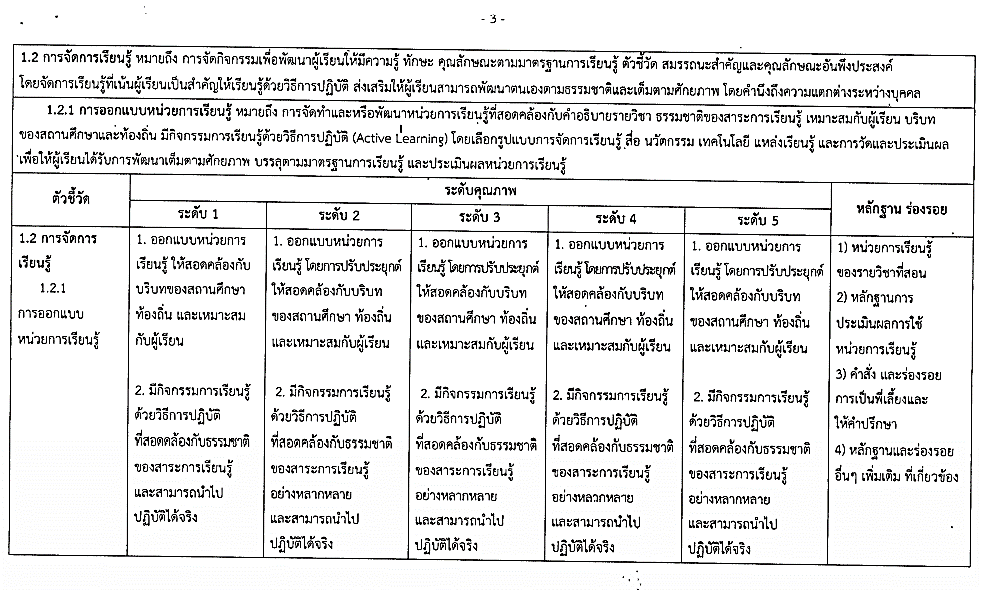 - 3 -
1.2 การจัดการเรียนรู้ หมายถึง การจัดกิจกรรมเพื่อพัฒนาผู้เรียนให้มีความรู้ ทักษะ คุณลักษณะตามมาตรฐานการเรียนรู้ ตัวชี้วัด สมรรถนะสำคัญและคุณลักษณะอันพึงประสงค์
โดยจัดการเรียนรู้ที่เน้นผู้เรียนเป็นสำคัญให้เรียนรู้ด้วยวิธีการปฏิบัติ ส่งเสริมให้ผู้เรียนสามารถพัฒนาตนเองตามธรรมชาติและเต็มตามศักยภาพ โดยคำนึงถึงความแตกต่างระหว่างบุคคล
1.2.1 การออกแบบหน่วยการเรียนรู้ หมายถึง การจัดทำและหรือพัฒนาหน่วยการเรียนรู้ที่สอดคล้องกับคำอธิบายรายวิชา ธรรมชาติของสาระการเรียนรู้ เหมาะสมกับผู้เรียน บริบท
ของสถานศึกษาและท้องถิ่น มีกิจกรรมการเรียนรู้ด้วยวิธีการปฏิบัติ (Active Learning) โดยเลือกรูปแบบการจัดการเรียนรู้ สื่อ นวัตกรรม เทคโนโลยี แหล่งเรียนรู้ และการวัดและประเมินผล
เพื่อให้ผู้เรียนได้รับการพัฒนาเต็มตามศักยภาพ บรรลุตามมาตรฐานการเรียนรู้ และประเมินผลหน่วยการเรียนรู้
ตัวชี้วัด
ระดับคุณภาพ
หลักฐาน ร่องรอย
ระดับ 1
ระดับ 2
ระดับ 3
ระดับ 4
ระดับ 5
1.2 การจัดการ
เรียนรู้
1.2.1
การออกแบบ
หน่วยการเรียนรู้
1. ออกแบบหน่วยการ
เรียนรู้ ให้สอดคล้องกับ
บริบทของสถานศึกษา
ท้องถิ่น และเหมาะสม
กับผู้เรียน
2. มีกิจกรรมการเรียนรู้
ด้วยวิธีการปฏิบัติ
ที่สอดคล้องกับธรรมชาติ
ของสาระการเรียนรู้
และสามารถนำไป
ปฏิบัติได้จริง
1. ออกแบบหน่วยการ
เรียนรู้ โดยการปรับประยุกต์
ให้สอดคล้องกับบริบท
ของสถานศึกษา ท้องถิ่น
และเหมาะสมกับผู้เรียน
2. มีกิจกรรมการเรียนรู้
ด้วยวิธีการปฏิบัติ
ที่สอดคล้องกับธรรมชาติ
ของสาระการเรียนรู้
อย่างหลากหลาย
และสามารถนำไป
ปฏิบัติได้จริง
1. ออกแบบหน่วยการ
เรียนรู้ โดยการปรับประยุกต์
ให้สอดคล้องกับบริบท
ของสถานศึกษา ท้องถิ่น
และเหมาะสมกับผู้เรียน
2. มีกิจกรรมการเรียนรู้
ด้วยวิธีการปฏิบัติ
ที่สอดคล้องกับธรรมชาติ
ของสาระการเรียนรู้
อย่างหลากหลาย
และสามารถนำไป
ปฏิบัติได้จริง
1. ออกแบบหน่วยการ
เรียนรู้ โดยการปรับประยุกต์
ให้สอดคล้องกับบริบท
ของสถานศึกษา ท้องถิ่น
และเหมาะสมกับผู้เรียน
2. มีกิจกรรมการเรียนรู้
ด้วยวิธีการปฏิบัติ
ที่สอดคล้องกับธรรมชาติ
ของสาระการเรียนรู้
อย่างหลากหลาย
และสามารถนำไป
ปฏิบัติได้จริง
1. ออกแบบหน่วยการ
เรียนรู้ โดยการปรับประยุกต์
ให้สอดคล้องกับบริบท
ของสถานศึกษา ท้องถิ่น
และเหมาะสมกับผู้เรียน
2. มีกิจกรรมการเรียนรู้
ด้วยวิธีการปฏิบัติ
ที่สอดคล้องกับธรรมชาติ
ของสาระการเรียนรู้
อย่างหลากหลาย
และสามารถนำไป
ปฏิบัติได้จริง
1) หน่วยการเรียนรู้
ของรายวิชาที่สอน
2) หลักฐานการ
ประเมินผลการใช้
หน่วยการเรียนรู้
3) คำสั่ง และร่องรอย
การเป็นพี่เลี้ยงและ
ให้คำปรึกษา
4) หลักฐานและร่องรอย
อื่นๆ เพิ่มเติม ที่เกี่ยวข้อง